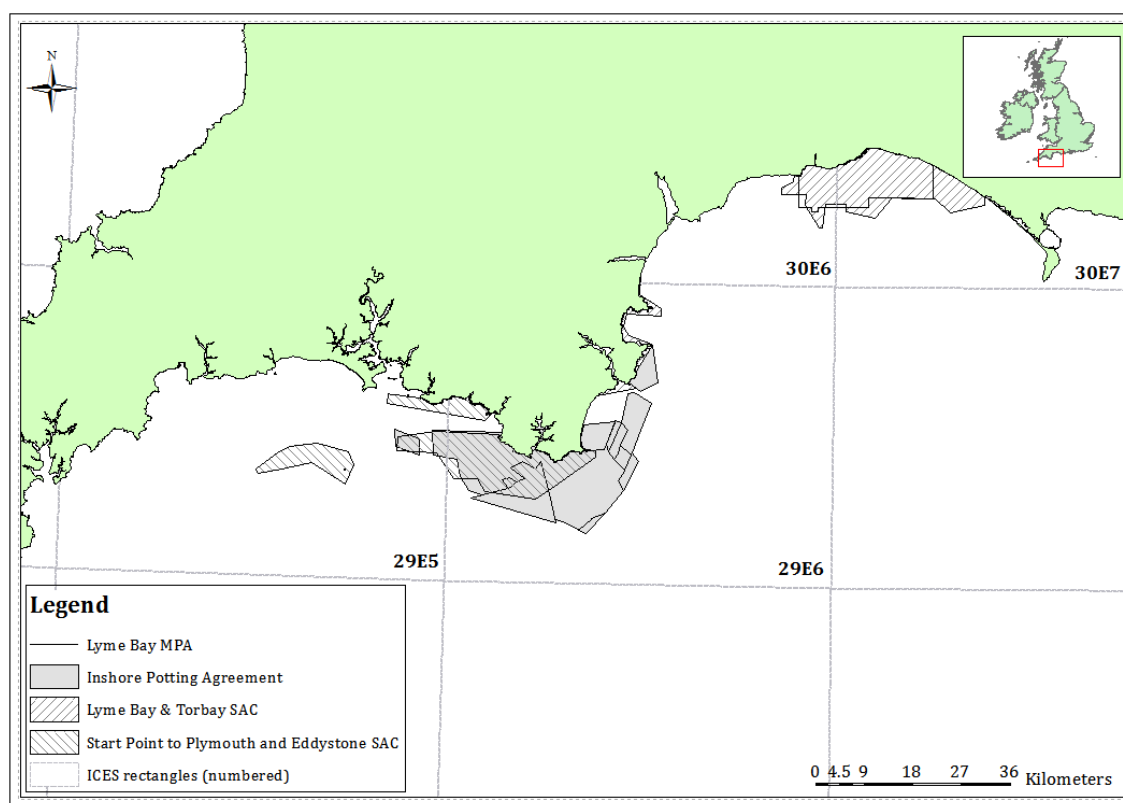 N
30E6
30E7
29E5
29E6
Legend
Lyme Bay MPA
Inshore Potting Agreement
Lyme Bay & Torbay SAC
Start Point to Plymouth and Eddystone SAC
ICES rectangles (numbered)
0 4.5 9 18 27 36 Kilometers